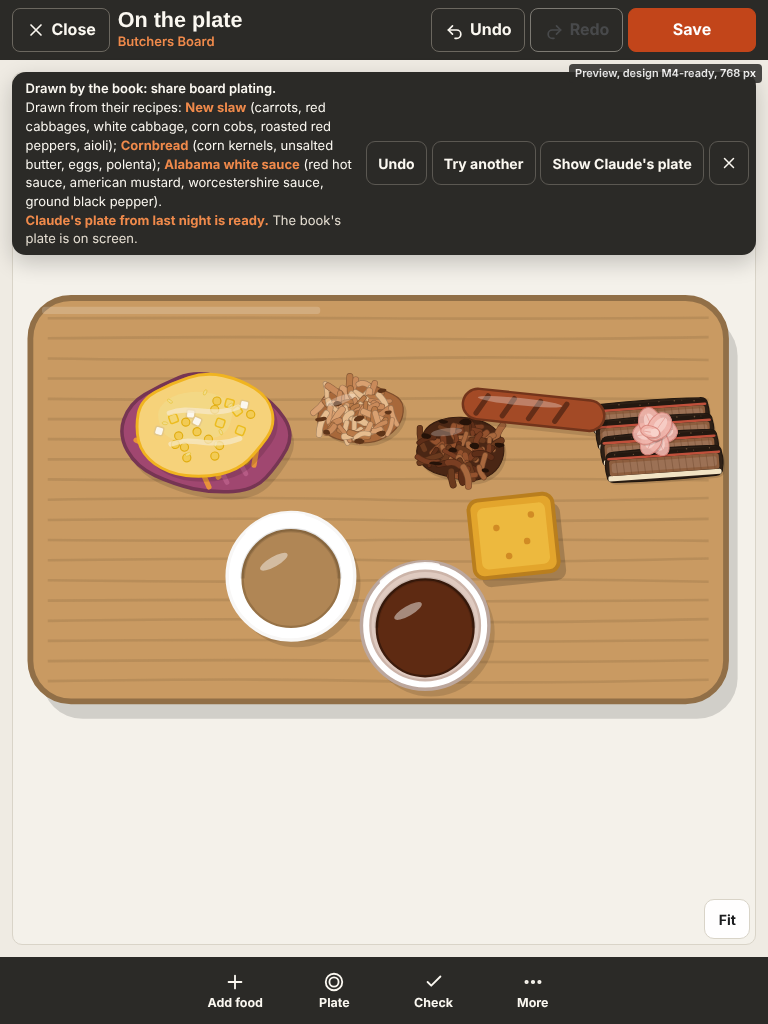 Close
On the plate
Butchers Board
Undo
Redo
Save
Preview, design M4-ready, 768 px
Drawn by the book: share board plating.
Drawn from their recipes: New slaw (carrots, red
cabbages, white cabbage, corn cobs, roasted red
peppers, aioli); Cornbread (corn kernels, unsalted
butter, eggs, polenta); Alabama white sauce (red hot
sauce, american mustard, worcestershire sauce,
ground black pepper).
Claude's plate from last night is ready. The book's
plate is on screen.
Undo
Try another
Show Claude's plate
Fit
Add food
Plate
Check
More